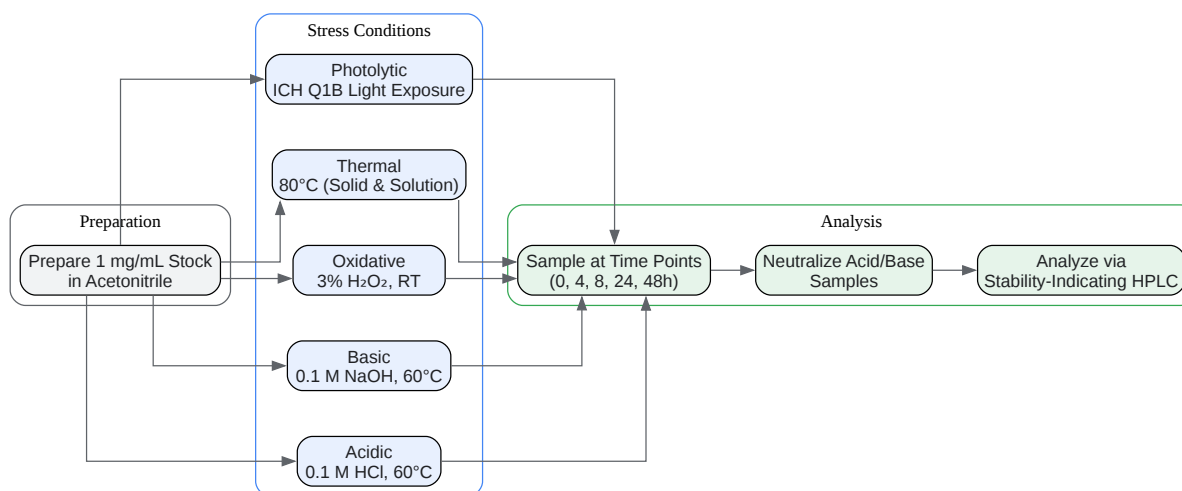 Stress Conditions
Photolytic
ICH Q1B Light Exposure
Thermal
80°C (Solid & Solution)
Preparation
Prepare 1 mg/mL Stock
in Acetonitrile
Oxidative
3% H₂O₂, RT
Basic
0.1 M NaOH, 60°C
Acidic
0.1 M HCl, 60°C
Analysis
Sample at Time Points
(0, 4, 8, 24, 48h)
Neutralize Acid/Base
Samples
Analyze via
Stability-Indicating HPLC